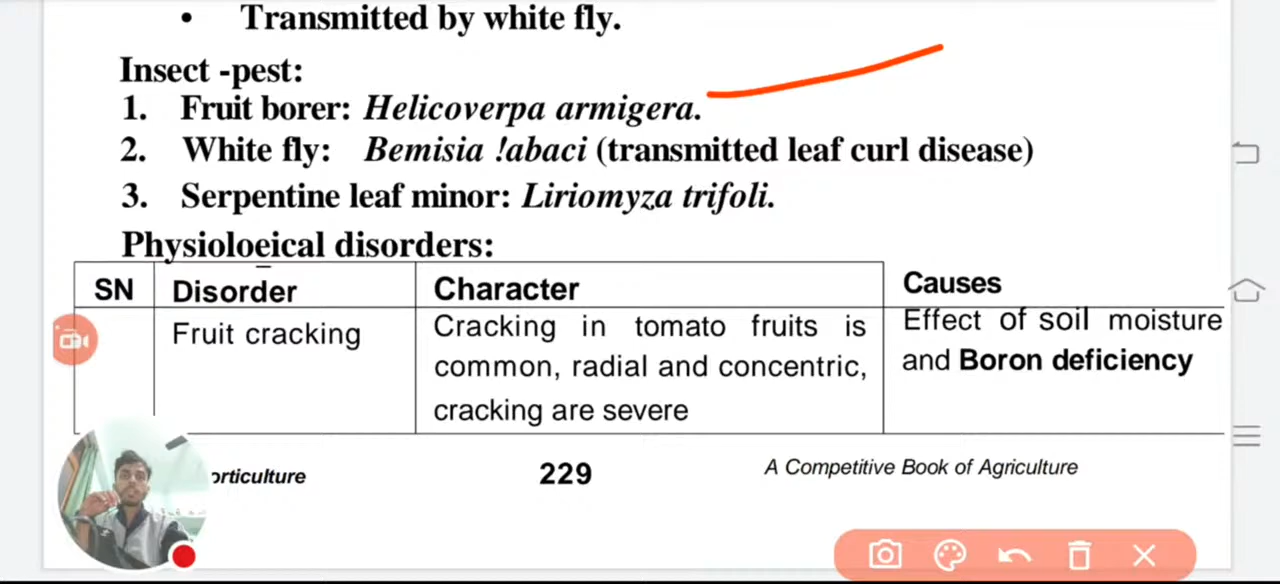 • Transmitted by white fly.
Insect -pest:
1. Fruit borer: Helicoverpa armigera.
2. White fly: Bemisia !abaci (transmitted leaf curl disease)
3. Serpentine leaf minor: Liriomyza trifoli.
Physioloeical disorders:
SN Disorder Character Causes
Fruit cracking Cracking in tomato fruits is Effect of soil moisture
common, radial and concentric, and Boron deficiency
cracking are severe
orticulture 229 A Competitive Book of Agriculture